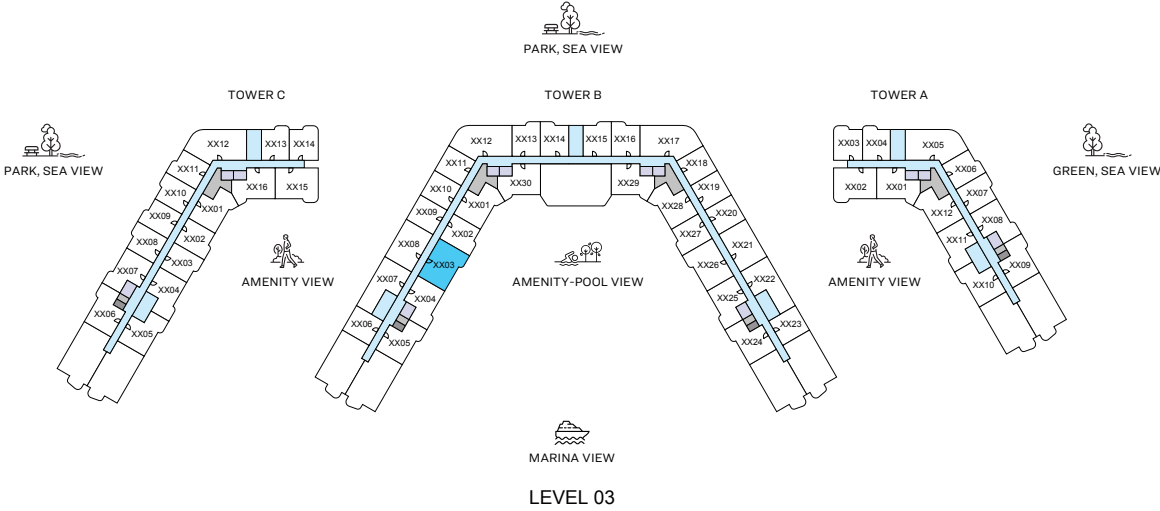 PARK, SEA VIEW
TOWER C
TOWER B
TOWER A
PARK, SEA VIEW
GREEN, SEA VIEW
XX12
XX13
XX14
XX11
XX16
XX15
XX10
XX01
XX09
XX02
XX08
XX03
XX07
XX04
XX06
XX05
AMENITY VIEW
XX12
XX13
XX14
XX15
XX16
XX17
XX11
XX30
XX29
XX18
XX10
XX01
XX28
XX19
XX09
XX02
XX27
XX20
XX08
XX03
XX26
XX21
XX07
XX04
XX25
XX22
XX06
XX05
XX24
XX23
AMENITY-POOL VIEW
XX03
XX04
XX05
XX02
XX01
XX06
XX07
XX12
XX08
XX11
XX09
XX10
AMENITY VIEW
MARINA VIEW
LEVEL 03